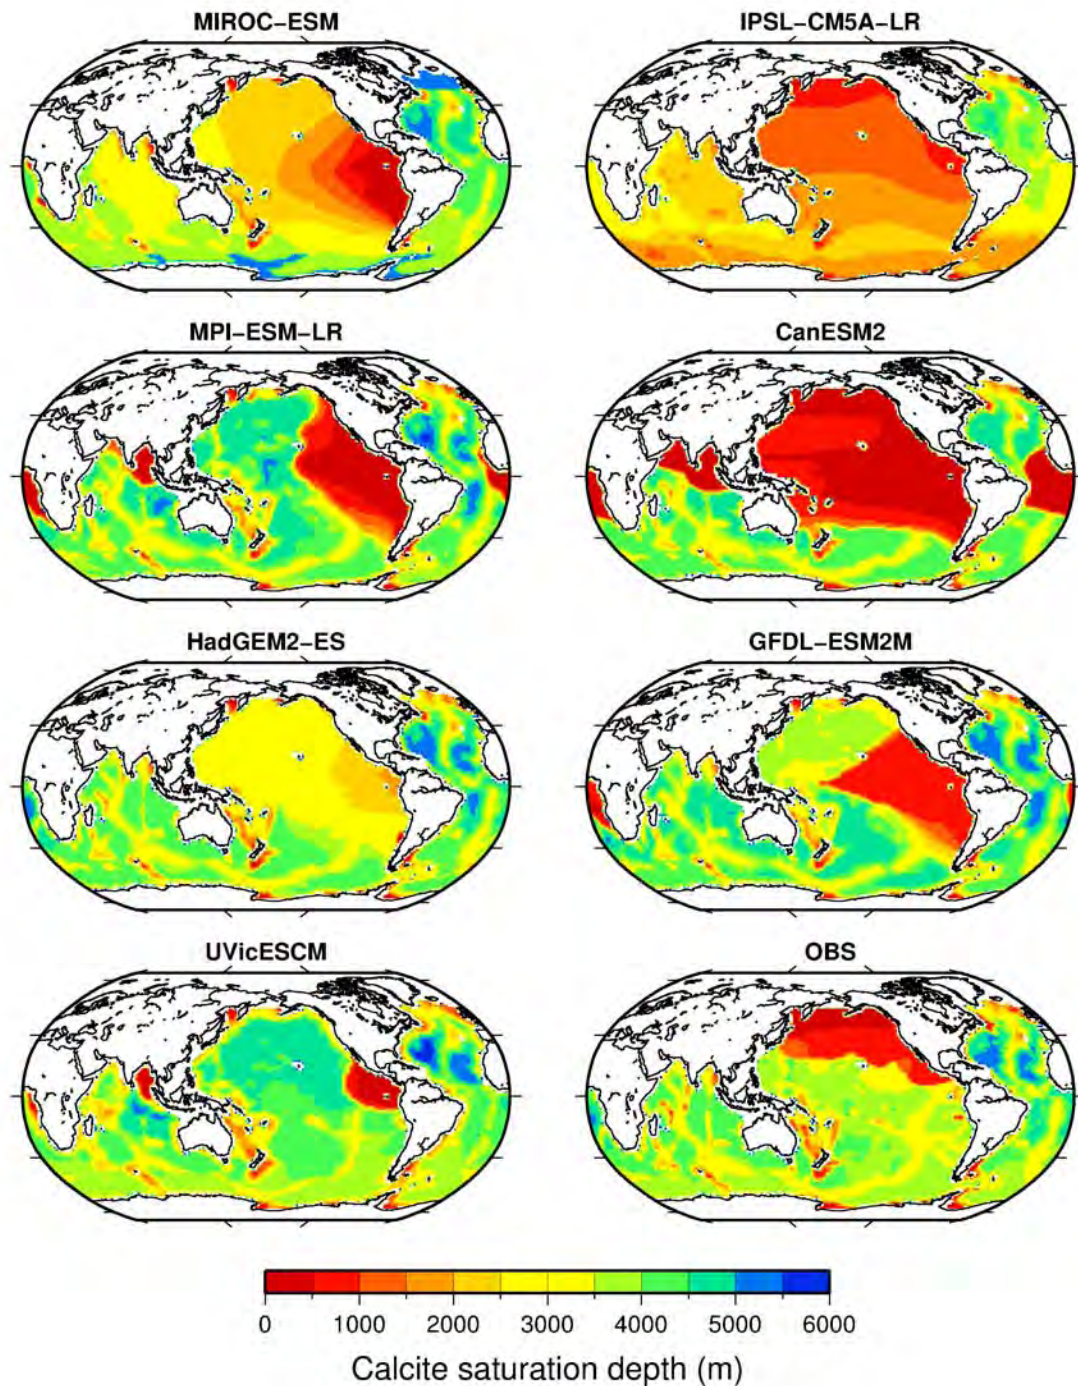 MIROC−ESM
IPSL−CM5A−LR
MPI−ESM−LR
CanESM2
HadGEM2−ES
GFDL−ESM2M
UVicESCM
OBS
0 1000 2000 3000 4000 5000 6000
Calcite saturation depth (m)